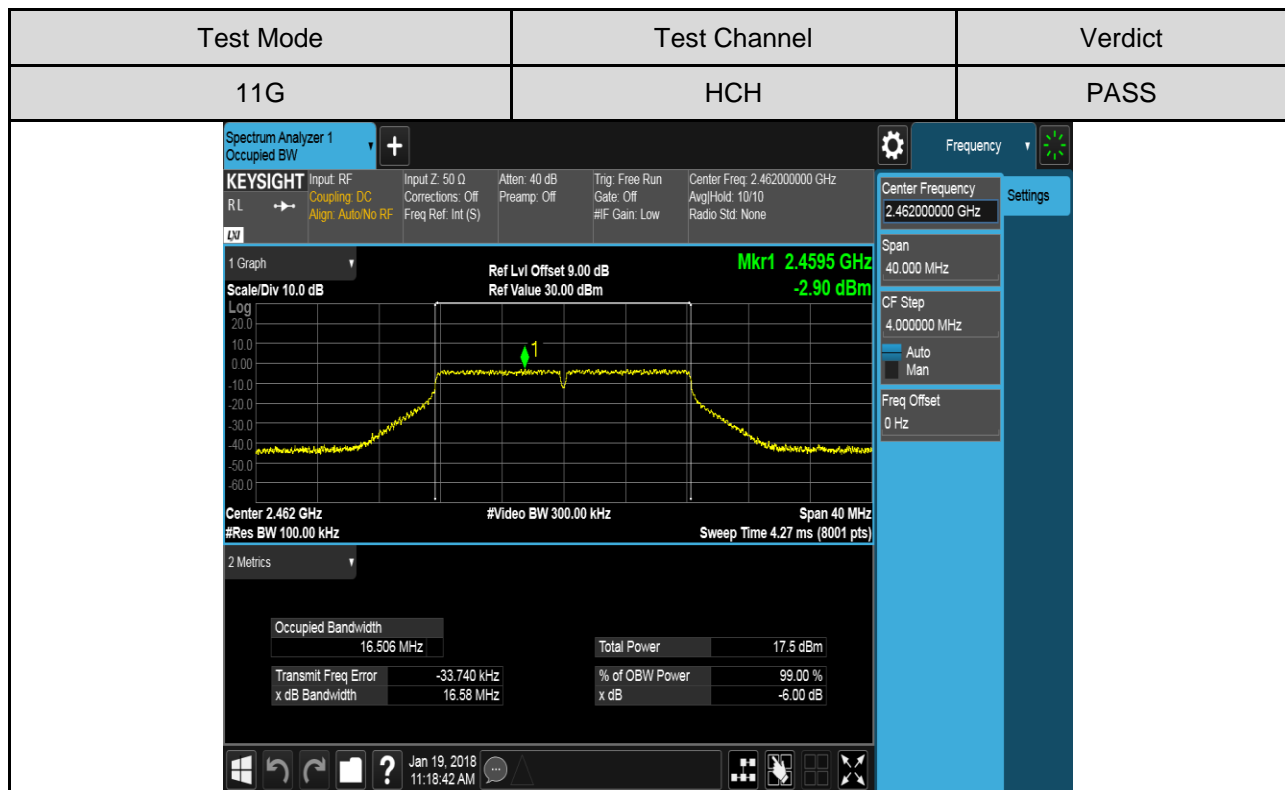 Test Mode Test Channel Verdict
11G HCH PASS
Spectrum Analyzer 1
Occupied BW
+
Frequency
KEYSIGHT
R L
LXI
Input: RF
Coupling: DC
Align: Auto/No RF
Input Z: 50 Ω
Corrections: Off
Freq Ref: Int (S)
Atten: 40 dB
Preamp: Off
Trig: Free Run
Gate: Off
#IF Gain: Low
Center Freq: 2.462000000 GHz
Avg|Hold: 10/10
Radio Std: None
Center Frequency
2.462000000 GHz
Settings
Span
40.000 MHz
CF Step
4.000000 MHz
Auto
Man
Freq Offset
0 Hz
1 Graph
Scale/Div 10.0 dB
Ref Lvl Offset 9.00 dB
Ref Value 30.00 dBm
Mkr1 2.4595 GHz
-2.90 dBm
Log
20.0
10.0
0.00
-10.0
-20.0
-30.0
-40.0
-50.0
-60.0
1
Center 2.462 GHz #Video BW 300.00 kHz Span 40 MHz
#Res BW 100.00 kHz Sweep Time 4.27 ms (8001 pts)
2 Metrics
Occupied Bandwidth
16.506 MHz
Total Power 17.5 dBm
Transmit Freq Error -33.740 kHz
% of OBW Power 99.00 %
x dB Bandwidth 16.58 MHz
x dB -6.00 dB
?
Jan 19, 2018
11:18:42 AM